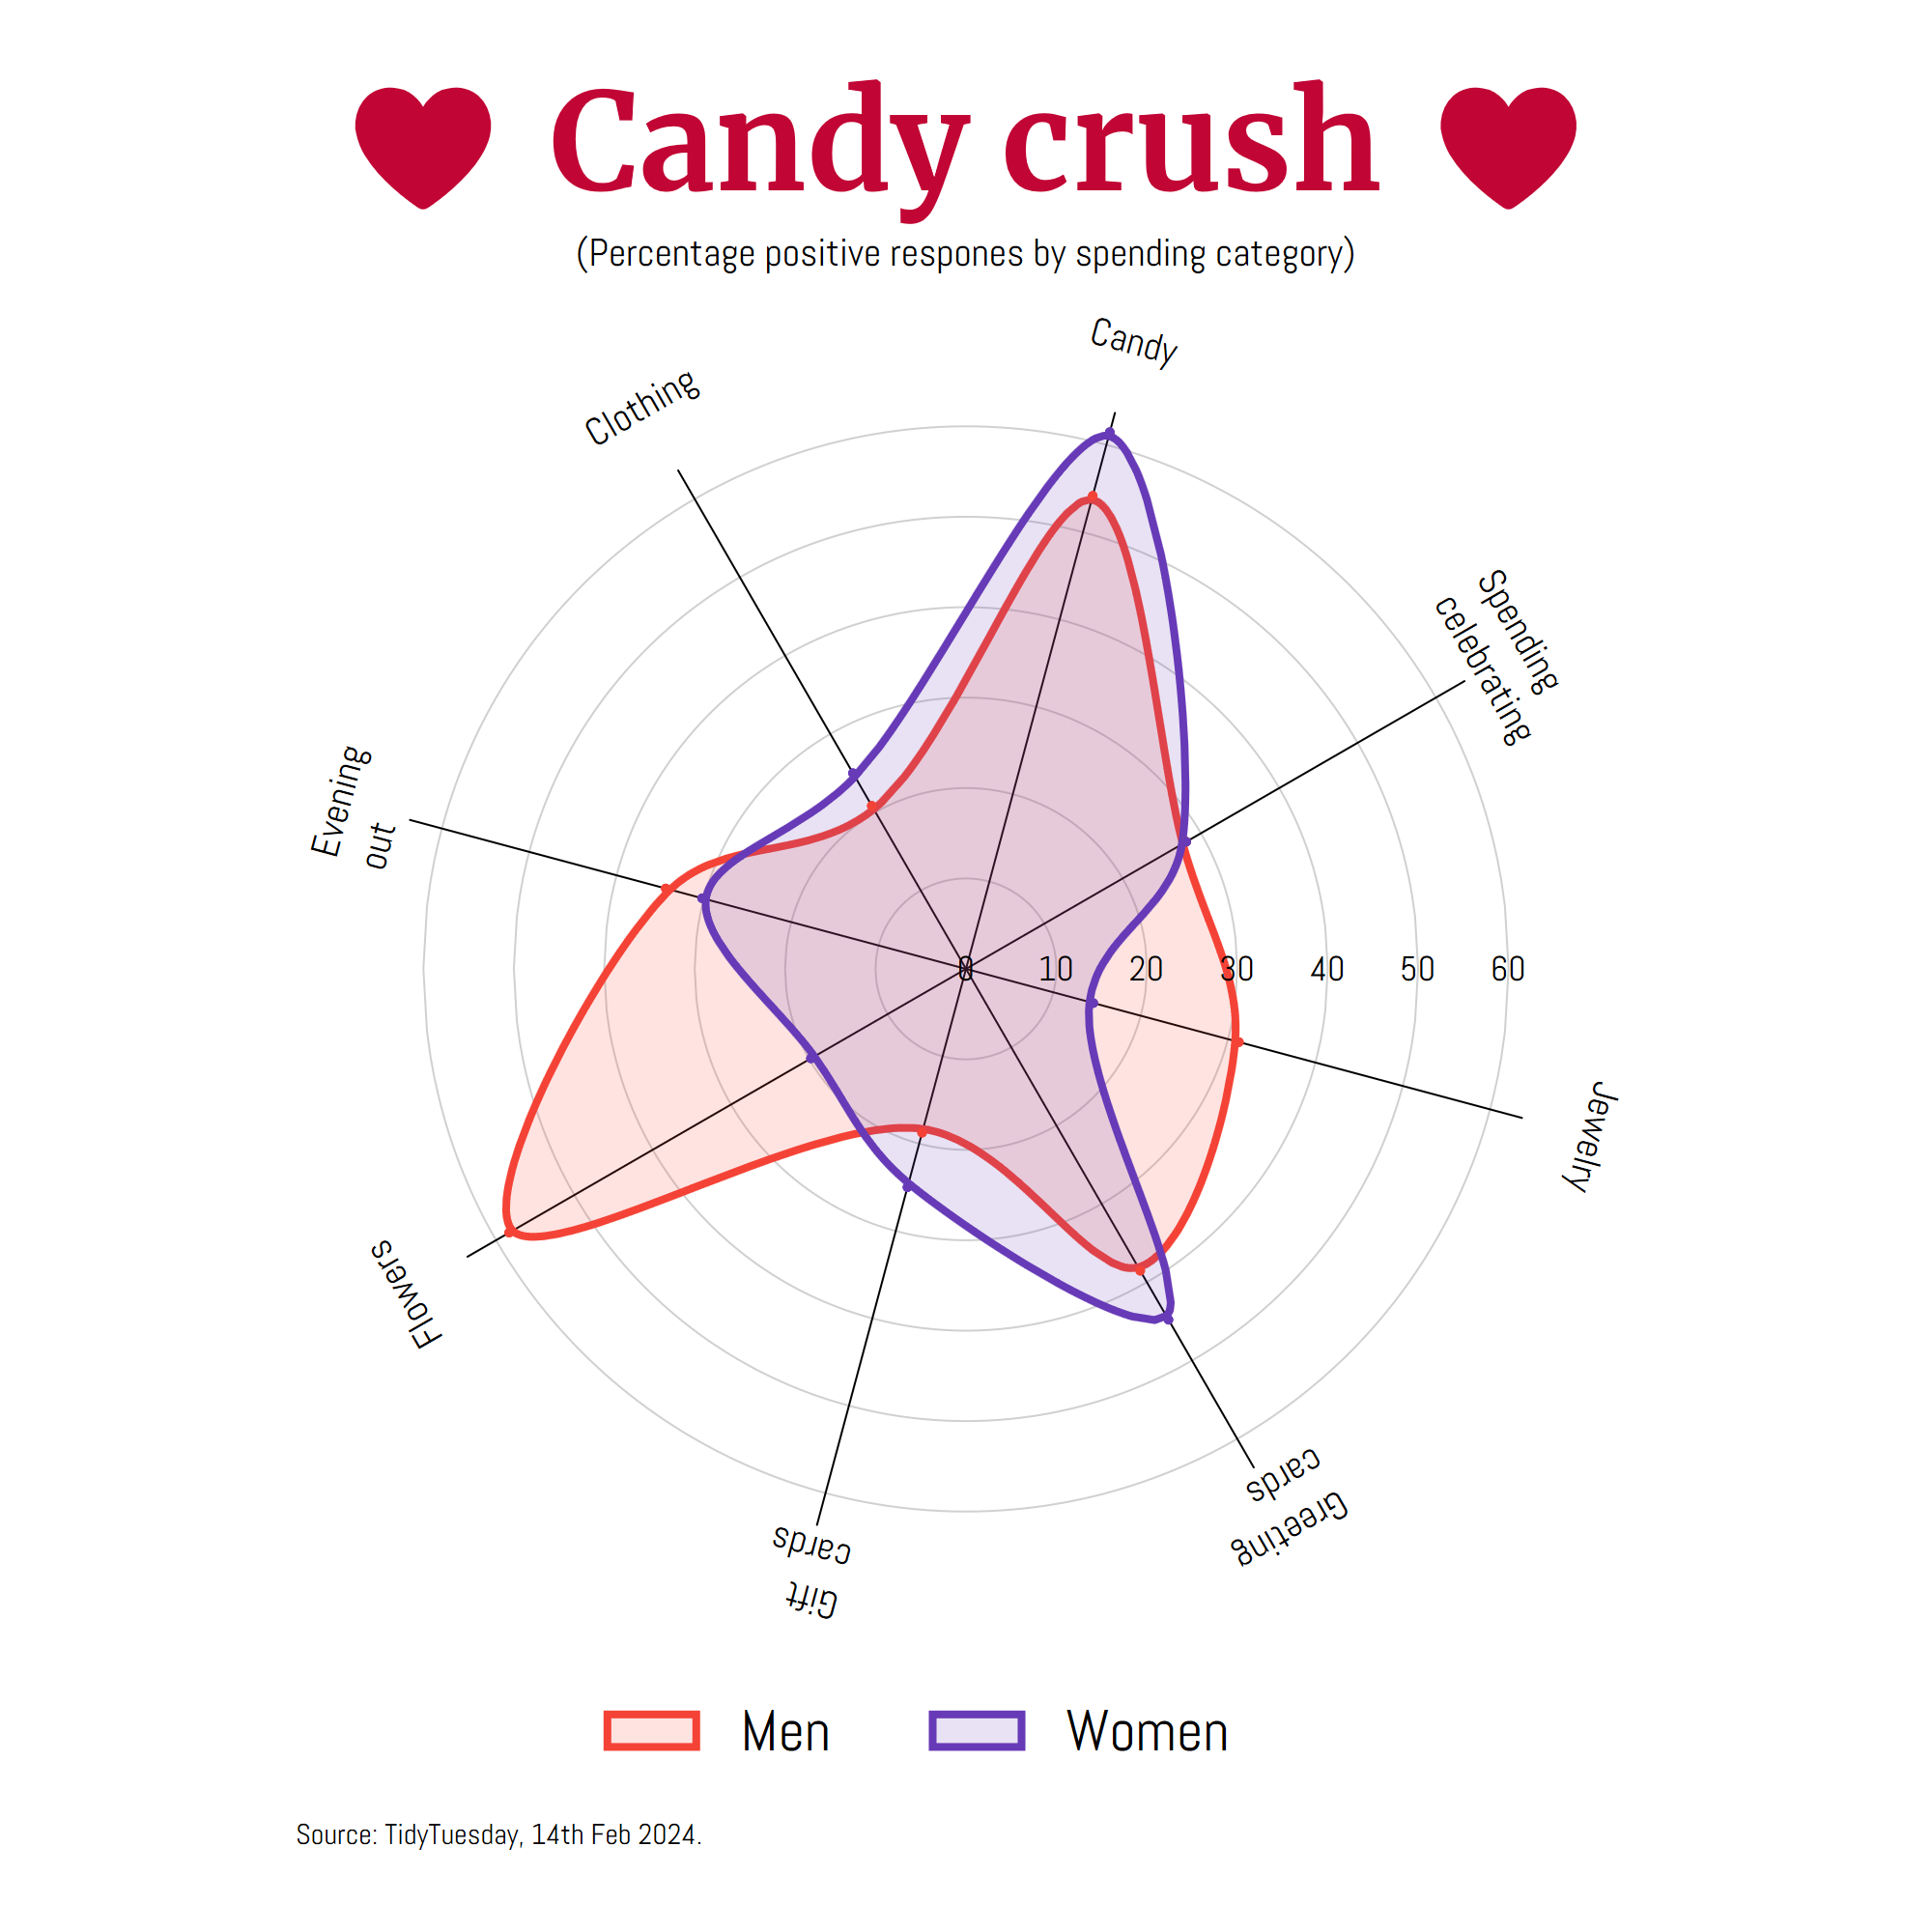 Candy crush
(Percentage positive respones by spending category)
Candy
Clothing
Spending
celebrating
Evening
out
0 10 20 30 40 50 60
Jewelry
Flowers
Greeting
cards
Gift
cards
Men Women
Source: TidyTuesday, 14th Feb 2024.